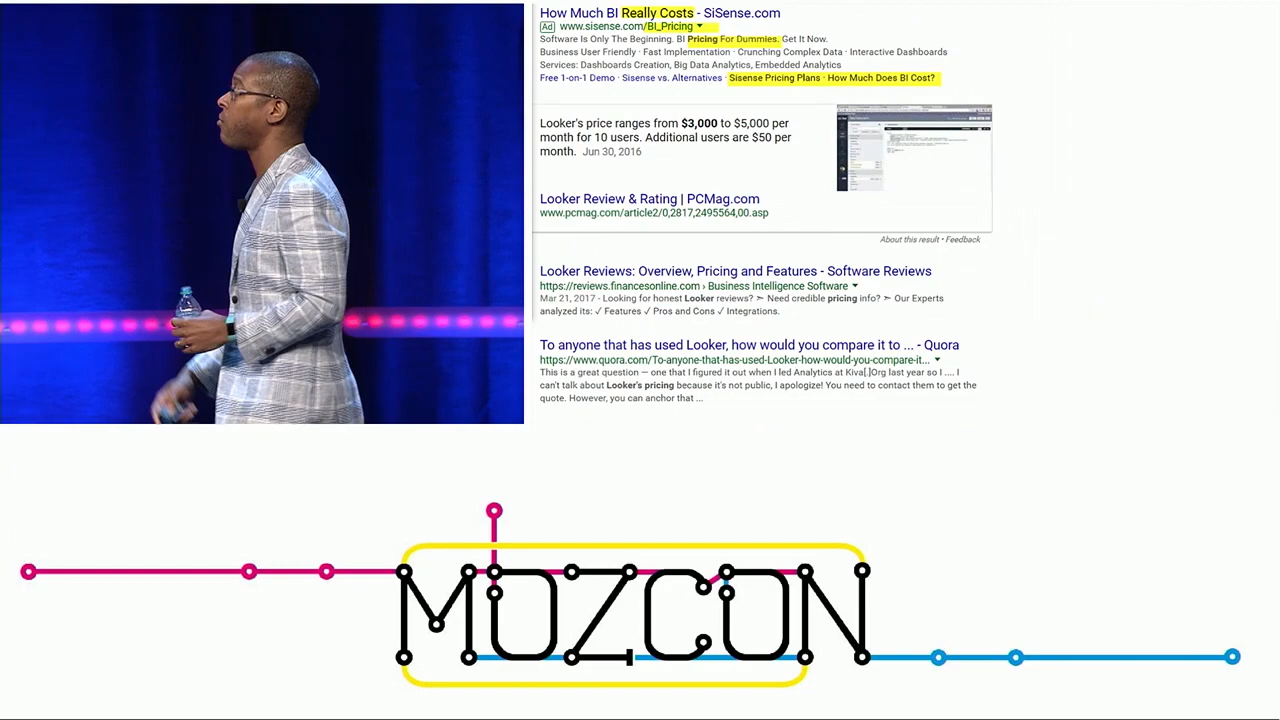 How Much BI Really Costs - SiSense.com
Ad www.sisense.com/BI_Pricing
Software Is Only The Beginning. BI Pricing For Dummies. Get It Now.
Business User Friendly · Fast Implementation · Crunching Complex Data · Interactive Dashboards
Services: Dashboards Creation, Big Data Analytics, Embedded Analytics
Free 1-on-1 Demo · Sisense vs. Alternatives · Sisense Pricing Plans · How Much Does BI Cost?
Looker's price ranges from $3,000 to $5,000 per
month for 10 users. Additional users are $50 per
month. Jun 30, 2016
Looker Review & Rating | PCMag.com
www.pcmag.com/article2/0,2817,2495564,00.asp
About this result • Feedback
Looker Reviews: Overview, Pricing and Features - Software Reviews
https://reviews.financesonline.com › Business Intelligence Software
Mar 21, 2017 - Looking for honest Looker reviews? ➣ Need credible pricing info? ➣ Our Experts
analyzed its: ✓ Features ✓ Pros and Cons ✓ Integrations.
To anyone that has used Looker, how would you compare it to ... - Quora
https://www.quora.com/To-anyone-that-has-used-Looker-how-would-you-compare-it...
This is a great question — one that I figured it out when I led Analytics at Kiva[.]Org last year so I .... I
can't talk about Looker's pricing because it's not public, I apologize! You need to contact them to get the
quote. However, you can anchor that ...
MOZCON